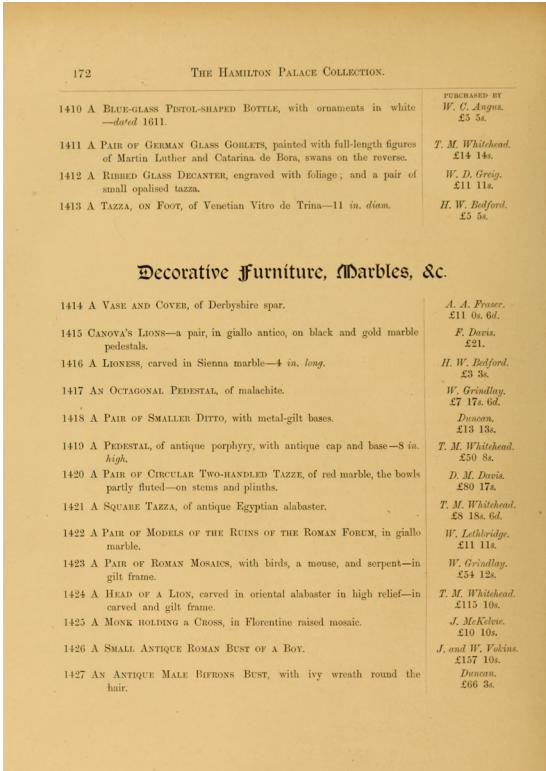 172 THE HAMILTON PALACE COLLECTION.
PURCHASED BY
1410 A BLUE-GLASS PISTOL-SHAPED BOTTLE, with ornaments in white W. C. Angus.
—dated 1611. £5 5s.
1411 A PAIR OF GERMAN GLASS GOBLETS, painted with full-length figures T. M. Whitehead.
of Martin Luther and Catarina de Bora, swans on the reverse. £14 14s.
1412 A RIBBED GLASS DECANTER, engraved with foliage; and a pair of W. D. Greig.
small opalised tazza. £11 11s.
1413 A TAZZA, ON FOOT, of Venetian Vitro de Trina—11 in. diam. H. W. Bedford.
£5 5s.
Decorative Furniture, Marbles, &c.
1414 A VASE AND COVER, of Derbyshire spar. A. A. Fraser.
£11 0s. 6d.
1415 CANOVA'S LIONS—a pair, in giallo antico, on black and gold marble F. Davis.
pedestals. £21.
1416 A LIONESS, carved in Sienna marble—4 in. long. H. W. Bedford.
£3 3s.
1417 AN OCTAGONAL PEDESTAL, of malachite. W. Grindlay.
£7 17s. 6d.
1418 A PAIR OF SMALLER DITTO, with metal-gilt bases. Duncan.
£13 13s.
1419 A PEDESTAL, of antique porphyry, with antique cap and base—8 in. T. M. Whitehead.
high. £50 8s.
1420 A PAIR OF CIRCULAR TWO-HANDLED TAZZE, of red marble, the bowls D. M. Davis.
partly fluted—on stems and plinths. £80 17s.
1421 A SQUARE TAZZA, of antique Egyptian alabaster. T. M. Whitehead.
£8 18s. 6d.
1422 A PAIR OF MODELS OF THE RUINS OF THE ROMAN FORUM, in giallo W. Lethbridge.
marble. £11 11s.
1423 A PAIR OF ROMAN MOSAICS, with birds, a mouse, and serpent—in W. Grindlay.
gilt frame. £54 12s.
1424 A HEAD OF A LION, carved in oriental alabaster in high relief—in T. M. Whitehead.
carved and gilt frame. £115 10s.
1425 A MONK HOLDING A CROSS, in Florentine raised mosaic. J. McKelvie.
£10 10s.
1426 A SMALL ANTIQUE ROMAN BUST OF A BOY. J. and W. Vokins.
£157 10s.
1427 AN ANTIQUE MALE BIFRONS BUST, with ivy wreath round the Duncan.
hair. £66 3s.